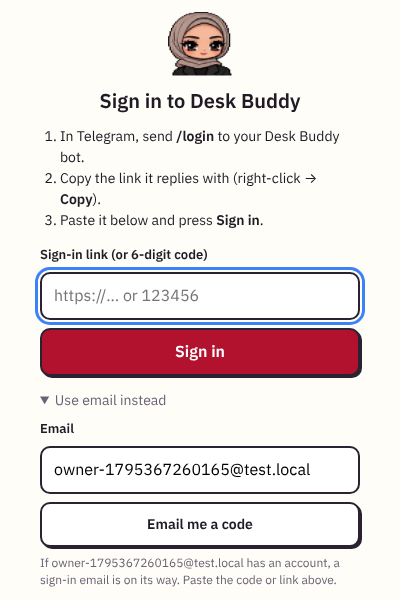 Sign in to Desk Buddy
1. In Telegram, send /login to your Desk Buddy
bot.
2. Copy the link it replies with (right-click →
Copy).
3. Paste it below and press Sign in.
Sign-in link (or 6-digit code)
https://... or 123456
Sign in
▼ Use email instead
Email
owner-1795367260165@test.local
Email me a code
If owner-1795367260165@test.local has an account, a
sign-in email is on its way. Paste the code or link above.